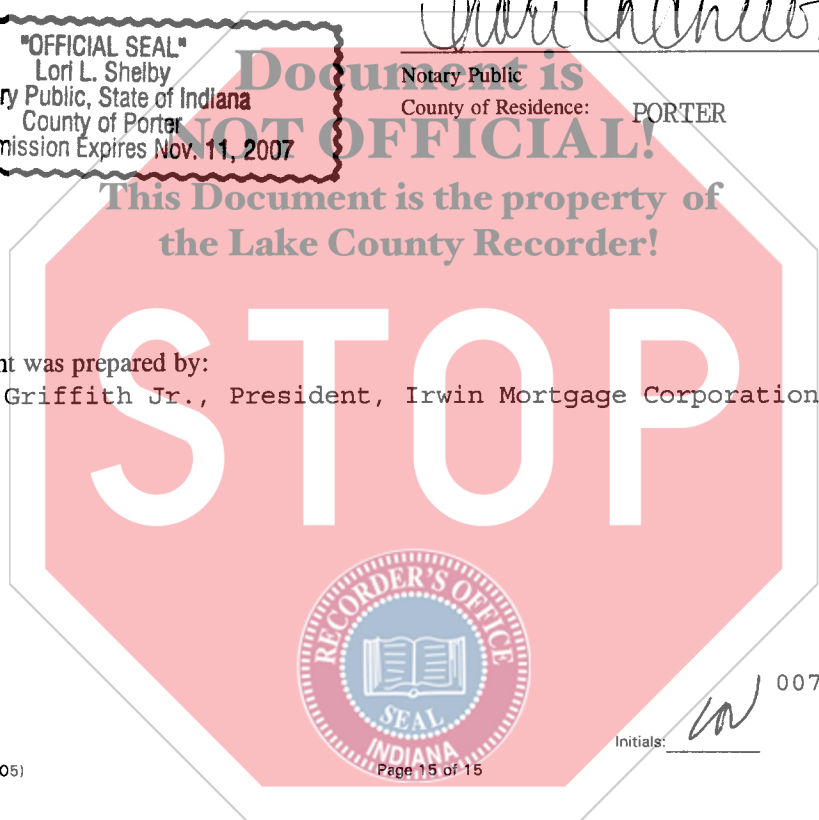 "OFFICIAL SEAL"
Lori L. Shelby
ry Public, State of Indiana
County of Porter
mission Expires Nov. 11, 2007
Notary Public
County of Residence: PORTER
Document is
NOT OFFICIAL!
This Document is the property of
the Lake County Recorder!
nt was prepared by:
Griffith Jr., President, Irwin Mortgage Corporation
STOP
RECORDER'S OFFICE
SEAL
INDIANA
007
Initials:
05)
Page 15 of 15